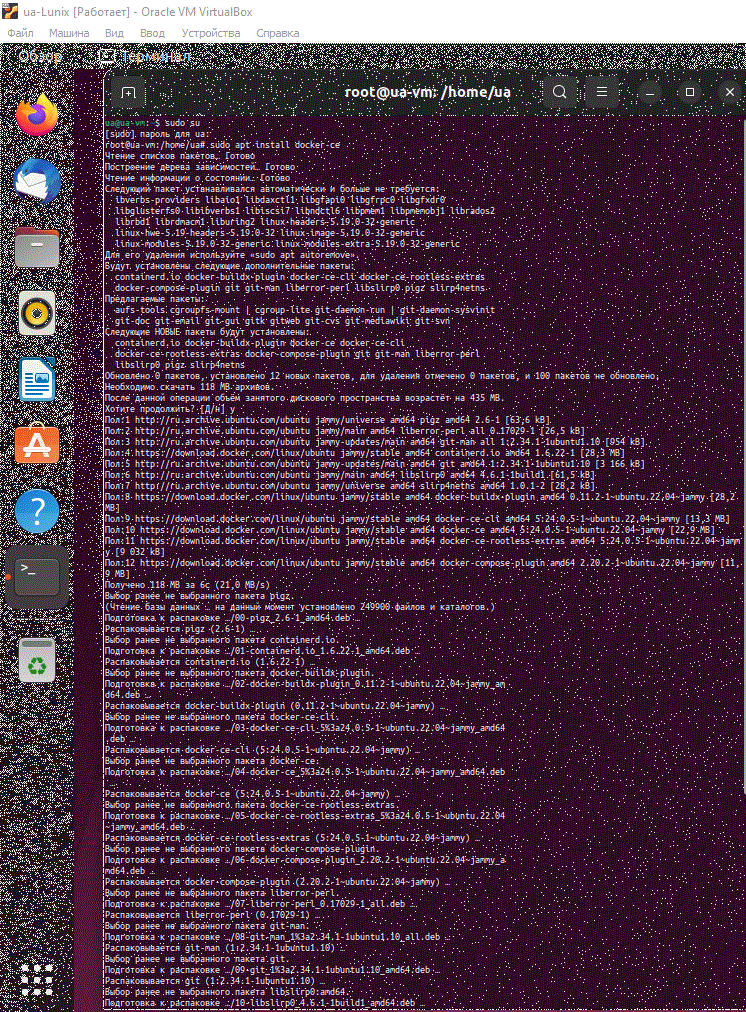 ua-Lunix [Работает] - Oracle VM VirtualBox
Файл Машина Вид Ввод Устройства Справка
Обзор Терминал
root@ua-vm: /home/ua
ua@ua-vm:~$ sudo su
[sudo] пароль для ua:
root@ua-vm:/home/ua# sudo apt install docker-ce
Чтение списков пакетов… Готово
Построение дерева зависимостей… Готово
Чтение информации о состоянии… Готово
Следующий пакет устанавливался автоматически и больше не требуется:
ibverbs-providers libaio1 libdaxctl1 libgfapi0 libgfrpc0 libgfxdr0
libglusterfs0 libibverbs1 libiscsi7 libndctl6 libpmem1 libpmemobj1 librados2
librbd1 librdmacm1 liburing2 linux-headers-5.19.0-32-generic
linux-hwe-5.19-headers-5.19.0-32 linux-image-5.19.0-32-generic
linux-modules-5.19.0-32-generic linux-modules-extra-5.19.0-32-generic
Для его удаления используйте «sudo apt autoremove».
Будут установлены следующие дополнительные пакеты:
containerd.io docker-buildx-plugin docker-ce-cli docker-ce-rootless-extras
docker-compose-plugin git git-man liberror-perl libslirp0 pigz slirp4netns
Предлагаемые пакеты:
aufs-tools cgroupfs-mount | cgroup-lite git-daemon-run | git-daemon-sysvinit
git-doc git-email git-gui gitk gitweb git-cvs git-mediawiki git-svn
Следующие НОВЫЕ пакеты будут установлены:
containerd.io docker-buildx-plugin docker-ce docker-ce-cli
docker-ce-rootless-extras docker-compose-plugin git git-man liberror-perl
libslirp0 pigz slirp4netns
Обновлено 0 пакетов, установлено 12 новых пакетов, для удаления отмечено 0 пакетов, и 100 пакетов не обновлено.
Необходимо скачать 118 MB архивов.
После данной операции объём занятого дискового пространства возрастёт на 435 MB.
Хотите продолжить? [Д/н] y
Пол:1 http://ru.archive.ubuntu.com/ubuntu jammy/universe amd64 pigz amd64 2.6-1 [63,6 kB]
Пол:2 http://ru.archive.ubuntu.com/ubuntu jammy/main amd64 liberror-perl all 0.17029-1 [26,5 kB]
Пол:3 http://ru.archive.ubuntu.com/ubuntu jammy-updates/main amd64 git-man all 1:2.34.1-1ubuntu1.10 [954 kB]
Пол:4 https://download.docker.com/linux/ubuntu jammy/stable amd64 containerd.io amd64 1.6.22-1 [28,3 MB]
Пол:5 http://ru.archive.ubuntu.com/ubuntu jammy-updates/main amd64 git amd64 1:2.34.1-1ubuntu1.10 [3 166 kB]
Пол:6 http://ru.archive.ubuntu.com/ubuntu jammy/main amd64 libslirp0 amd64 4.6.1-1build1 [61,5 kB]
Пол:7 http://ru.archive.ubuntu.com/ubuntu jammy/universe amd64 slirp4netns amd64 1.0.1-2 [28,2 kB]
Пол:8 https://download.docker.com/linux/ubuntu jammy/stable amd64 docker-buildx-plugin amd64 0.11.2-1~ubuntu.22.04~jammy [28,2
MB]
Пол:9 https://download.docker.com/linux/ubuntu jammy/stable amd64 docker-ce-cli amd64 5:24.0.5-1~ubuntu.22.04~jammy [13,3 MB]
Пол:10 https://download.docker.com/linux/ubuntu jammy/stable amd64 docker-ce amd64 5:24.0.5-1~ubuntu.22.04~jammy [22,9 MB]
Пол:11 https://download.docker.com/linux/ubuntu jammy/stable amd64 docker-ce-rootless-extras amd64 5:24.0.5-1~ubuntu.22.04~jamm
y [9 032 kB]
Пол:12 https://download.docker.com/linux/ubuntu jammy/stable amd64 docker-compose-plugin amd64 2.20.2-1~ubuntu.22.04~jammy [11,
9 MB]
Получено 118 MB за 6с (21,0 MB/s)
Выбор ранее не выбранного пакета pigz.
(Чтение базы данных … на данный момент установлено 249900 файлов и каталогов.)
Подготовка к распаковке …/00-pigz_2.6-1_amd64.deb …
Распаковывается pigz (2.6-1) …
Выбор ранее не выбранного пакета containerd.io.
Подготовка к распаковке …/01-containerd.io_1.6.22-1_amd64.deb …
Распаковывается containerd.io (1.6.22-1) …
Выбор ранее не выбранного пакета docker-buildx-plugin.
Подготовка к распаковке …/02-docker-buildx-plugin_0.11.2-1~ubuntu.22.04~jammy_am
d64.deb …
Распаковывается docker-buildx-plugin (0.11.2-1~ubuntu.22.04~jammy) …
Выбор ранее не выбранного пакета docker-ce-cli.
Подготовка к распаковке …/03-docker-ce-cli_5%3a24.0.5-1~ubuntu.22.04~jammy_amd64
.deb …
Распаковывается docker-ce-cli (5:24.0.5-1~ubuntu.22.04~jammy) …
Выбор ранее не выбранного пакета docker-ce.
Подготовка к распаковке …/04-docker-ce_5%3a24.0.5-1~ubuntu.22.04~jammy_amd64.deb
…
Распаковывается docker-ce (5:24.0.5-1~ubuntu.22.04~jammy) …
Выбор ранее не выбранного пакета docker-ce-rootless-extras.
Подготовка к распаковке …/05-docker-ce-rootless-extras_5%3a24.0.5-1~ubuntu.22.04
~jammy_amd64.deb …
Распаковывается docker-ce-rootless-extras (5:24.0.5-1~ubuntu.22.04~jammy) …
Выбор ранее не выбранного пакета docker-compose-plugin.
Подготовка к распаковке …/06-docker-compose-plugin_2.20.2-1~ubuntu.22.04~jammy_a
md64.deb …
Распаковывается docker-compose-plugin (2.20.2-1~ubuntu.22.04~jammy) …
Выбор ранее не выбранного пакета liberror-perl.
Подготовка к распаковке …/07-liberror-perl_0.17029-1_all.deb …
Распаковывается liberror-perl (0.17029-1) …
Выбор ранее не выбранного пакета git-man.
Подготовка к распаковке …/08-git-man_1%3a2.34.1-1ubuntu1.10_all.deb …
Распаковывается git-man (1:2.34.1-1ubuntu1.10) …
Выбор ранее не выбранного пакета git.
Подготовка к распаковке …/09-git_1%3a2.34.1-1ubuntu1.10_amd64.deb …
Распаковывается git (1:2.34.1-1ubuntu1.10) …
Выбор ранее не выбранного пакета libslirp0:amd64.
Подготовка к распаковке …/10-libslirp0_4.6.1-1build1_amd64.deb …